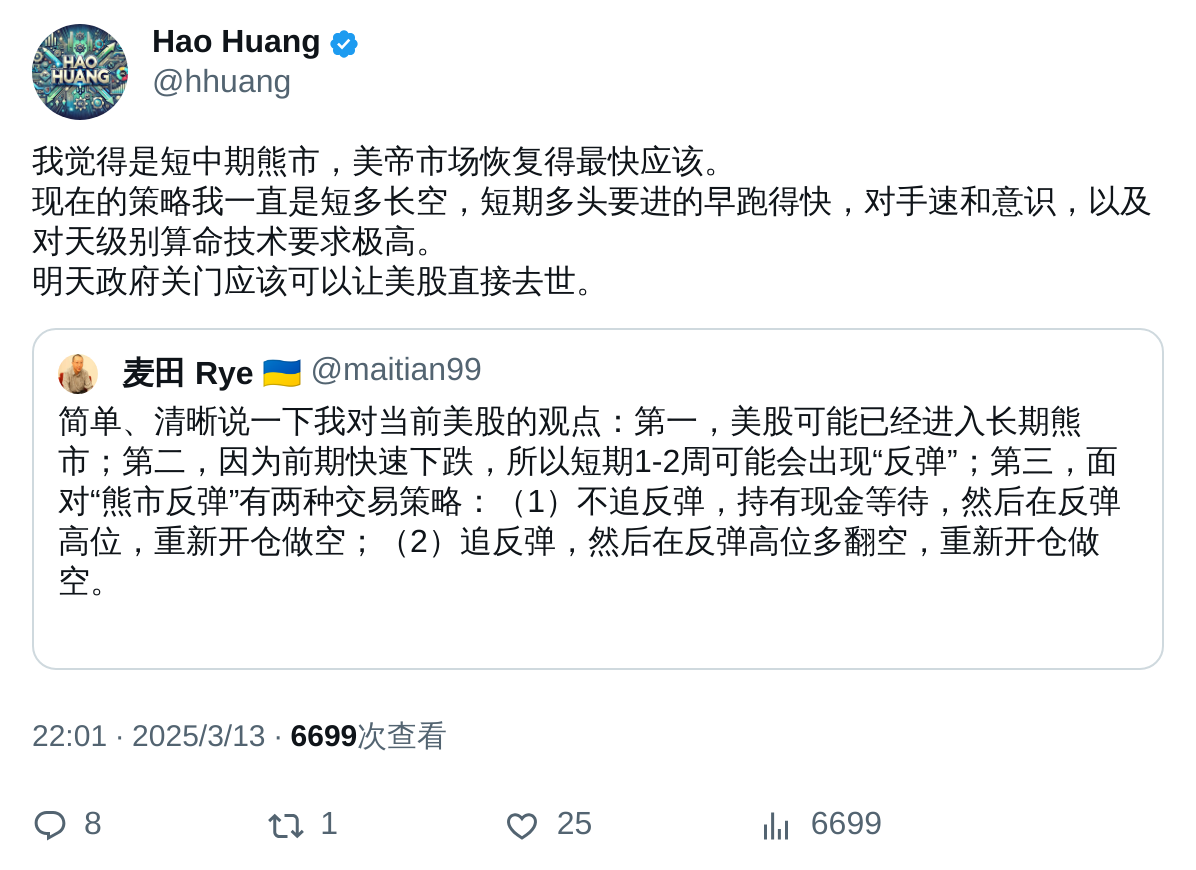 HAO
HUANG
Hao Huang
@hhuang
我觉得是短中期熊市，美帝市场恢复得最快应该。
现在的策略我一直是短多长空，短期多头要进的早跑得快，对手速和意识，以及
对天级别算命技术要求极高。
明天政府关门应该可以让美股直接去世。
麦田 Rye 🇺🇦 @maitian99
简单、清晰说一下我对当前美股的观点：第一，美股可能已经进入长期熊
市；第二，因为前期快速下跌，所以短期1-2周可能会出现“反弹”；第三，面
对“熊市反弹”有两种交易策略：（1）不追反弹，持有现金等待，然后在反弹
高位，重新开仓做空；（2）追反弹，然后在反弹高位多翻空，重新开仓做
空。
22:01 · 2025/3/13 · 6699次查看
8 1 25 6699